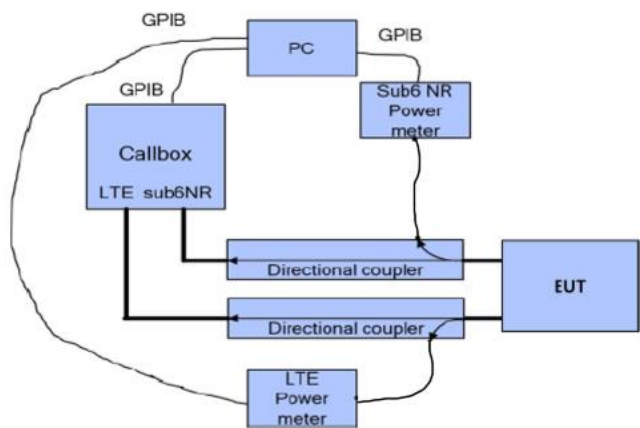 GPIB
PC
GPIB
GPIB
Sub6 NR
Power
meter
Callbox
LTE sub6NR
Directional coupler
EUT
Directional coupler
LTE
Power
meter